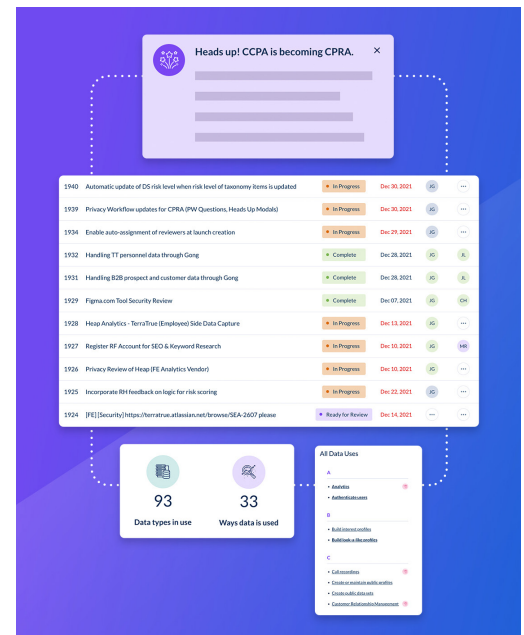 Heads up! CCPA is becoming CPRA.
1940 Automatic update of DS risk level when risk level of taxonomy items is updated In Progress Dec 30, 2021 JG
1939 Privacy Workflow updates for CPRA (PW Questions, Heads Up Modals) In Progress Dec 30, 2021 JG
1934 Enable auto-assignment of reviewers at launch creation In Progress Dec 29, 2021 JG
1932 Handling TT personnel data through Gong Complete Dec 28, 2021 JG JL
1931 Handling B2B prospect and customer data through Gong Complete Dec 28, 2021 JG JL
1929 Figma.com Tool Security Review Complete Dec 07, 2021 JG CM
1928 Heap Analytics - TerraTrue (Employee) Side Data Capture In Progress Dec 13, 2021 JG
1927 Register RF Account for SEO & Keyword Research In Progress Dec 10, 2021 JG MR
1926 Privacy Review of Heap (FE Analytics Vendor) In Progress Dec 10, 2021 JG
1925 Incorporate RH feedback on logic for risk scoring In Progress Dec 22, 2021 JG
1924 [FE] [Security] https://terratrue.atlassian.net/browse/SEA-2607 please Ready for Review Dec 14, 2021
93
Data types in use
33
Ways data is used
All Data Uses
A
Analytics
Authenticate users
B
Build interest profiles
Build look-a-like profiles
C
Call recordings
Create or maintain public profiles
Create public data sets
Customer Relationship Management